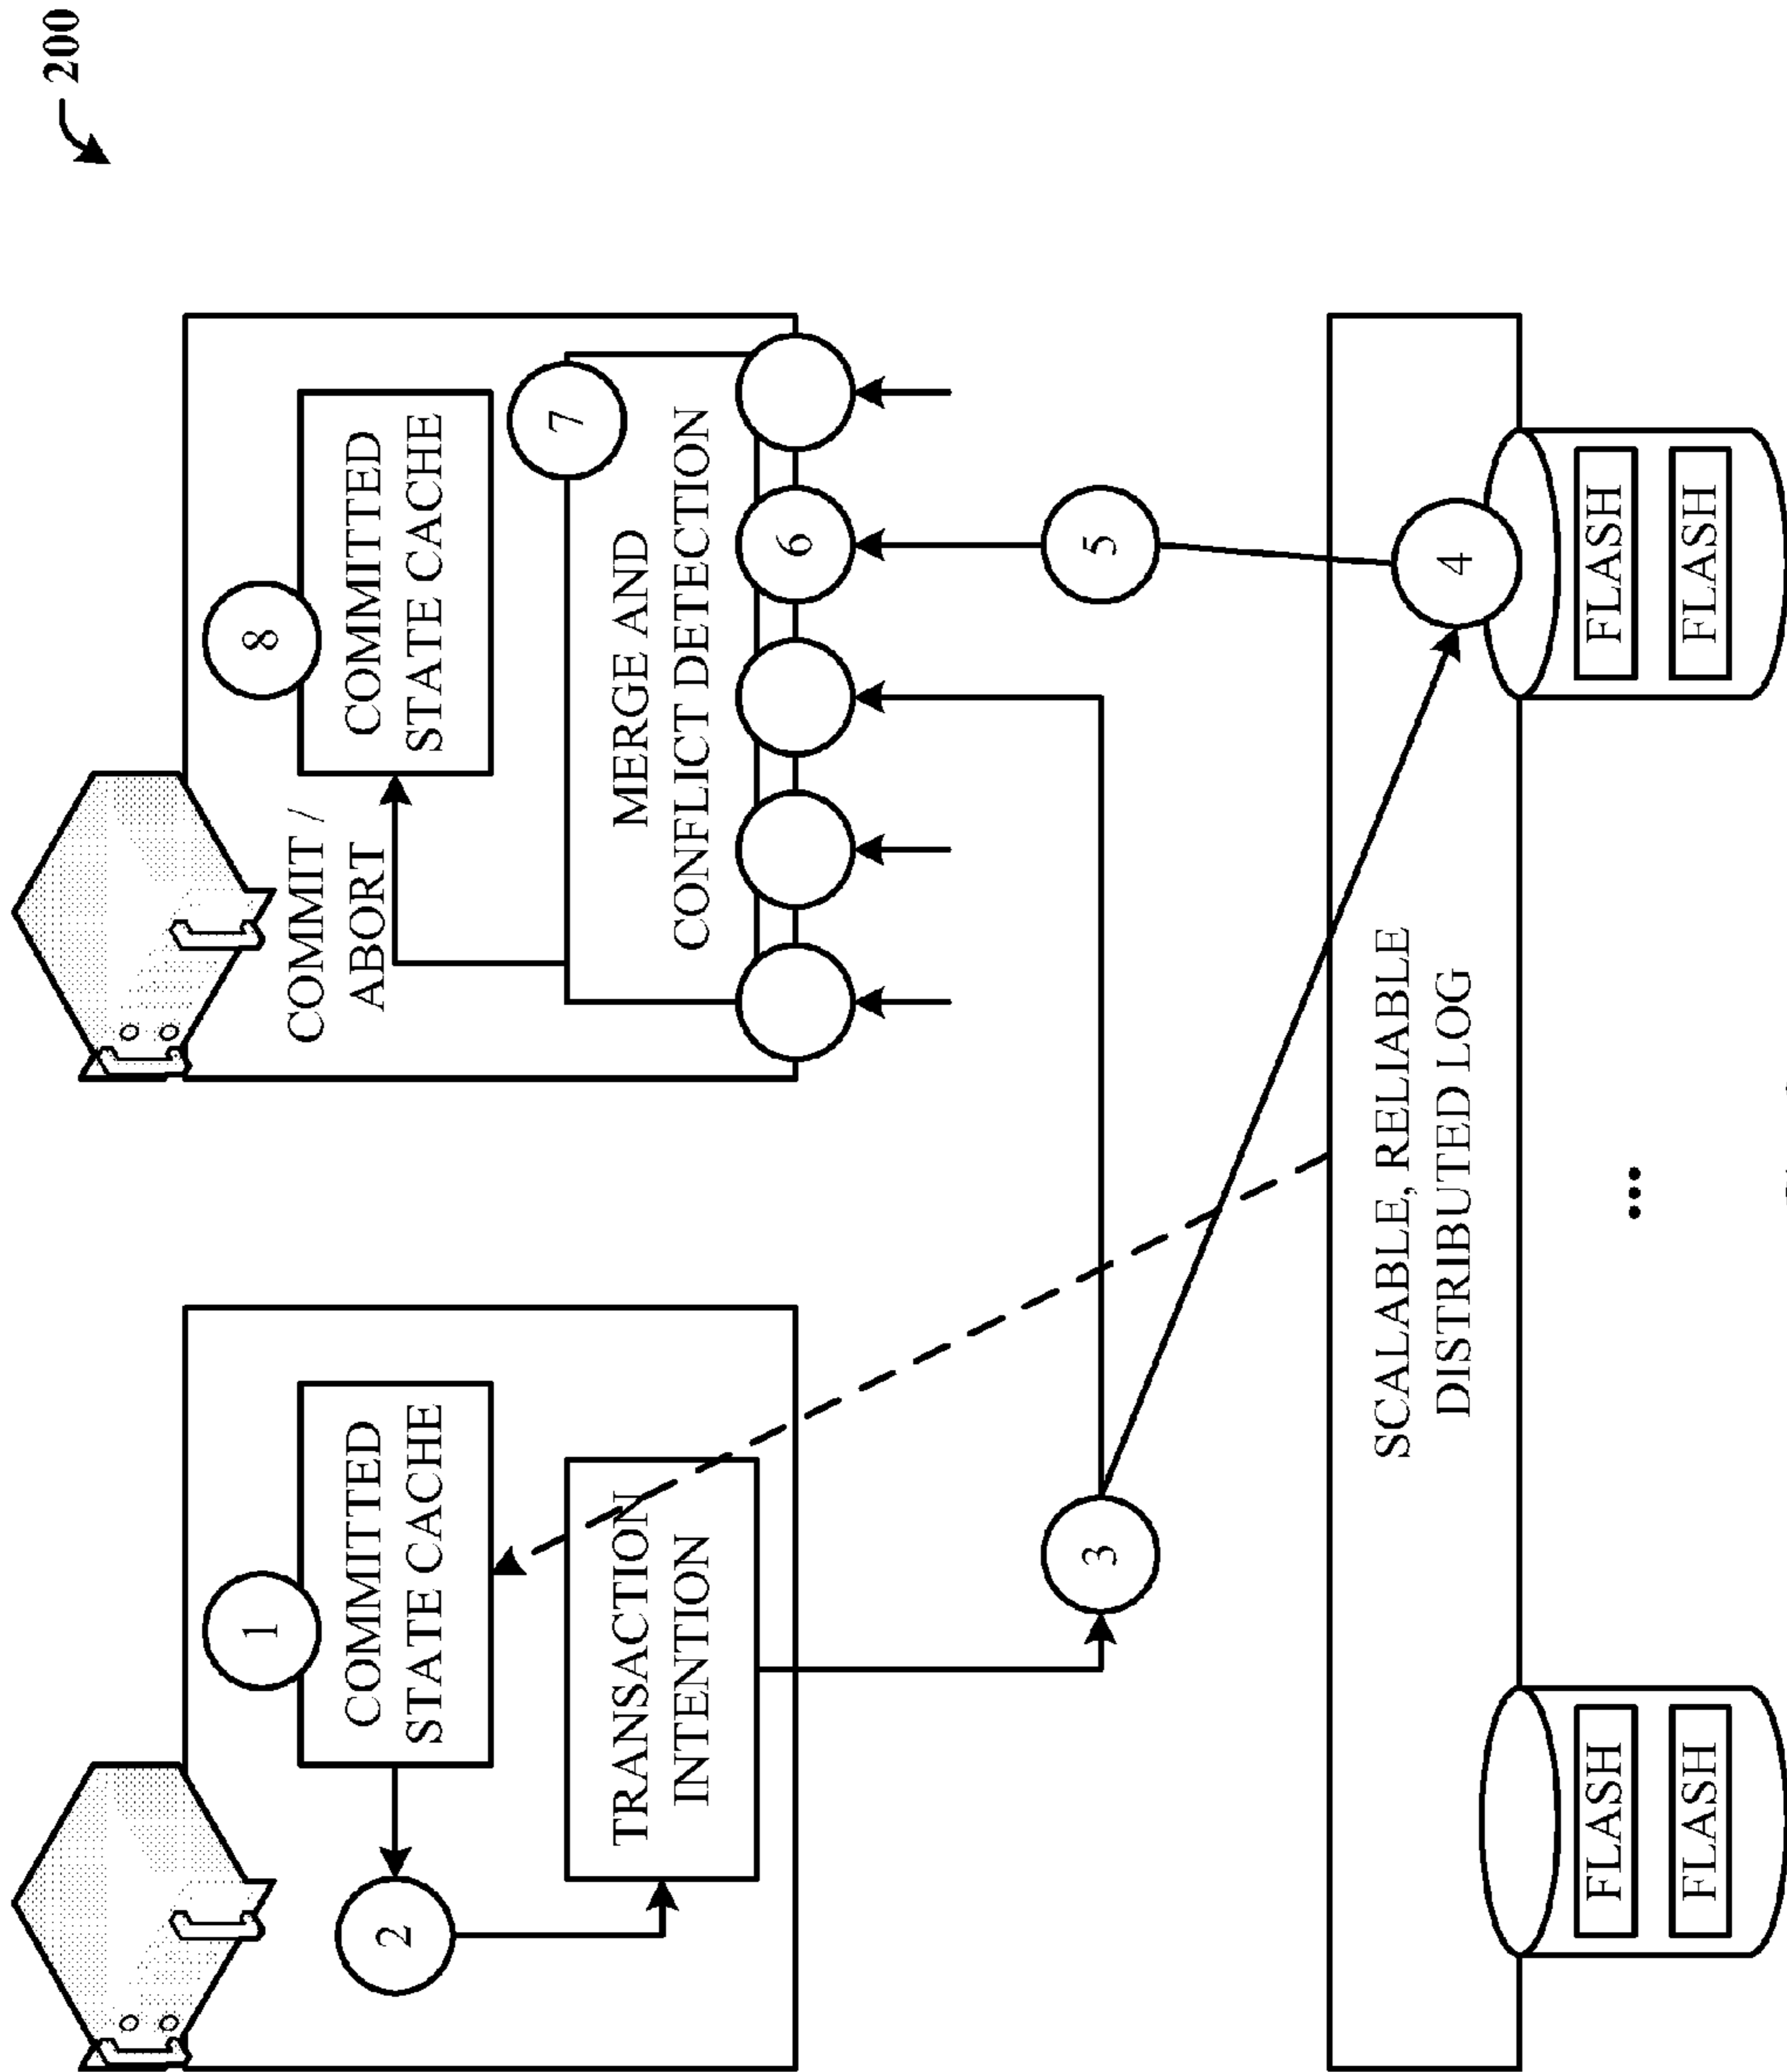 200
1
COMMITTED
STATE CACHE
2
TRANSACTION
INTENTION
3
8
COMMITTED
STATE CACHE
COMMIT /
ABORT
7
MERGE AND
CONFLICT DETECTION
6
5
4
SCALABLE, RELIABLE
DISTRIBUTED LOG
FLASH
FLASH
...
FLASH
FLASH